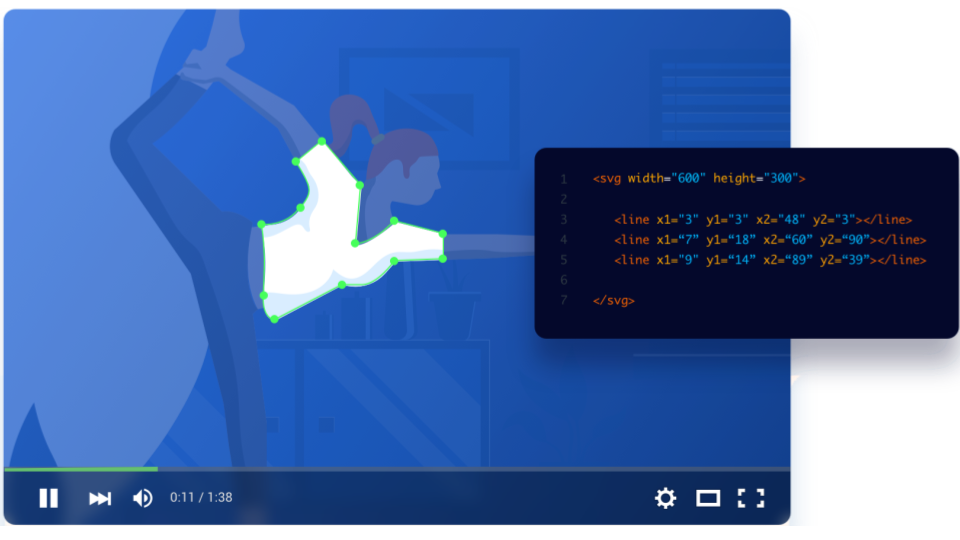 1 <svg width="600" height="300">
2
3 <line x1="3" y1="3" x2="48" y2="3"></line>
4 <line x1="7" y1=“18” x2=“60” y2=“90”></line>
5 <line x1="9" y1=“14” x2=“89” y2=“39”></line>
6
7 </svg>
0:11 / 1:38